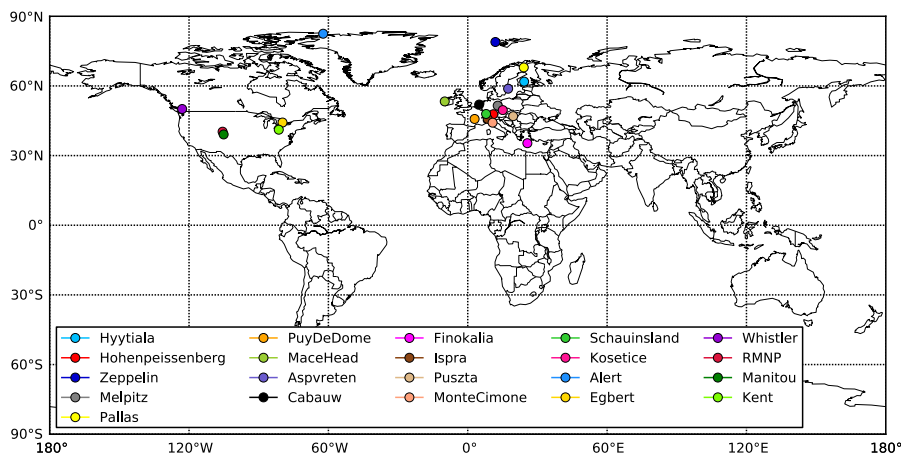 90°N
60°N
30°N
0°
30°S
60°S
90°S
Hyytiala PuyDeDome Finokalia Schauinsland Whistler
Hohenpeissenberg MaceHead Ispra Kosetice RMNP
Zeppelin Aspvreten Puszta Alert Manitou
Melpitz Cabauw MonteCimone Egbert Kent
Pallas
180° 120°W 60°W 0° 60°E 120°E 180°